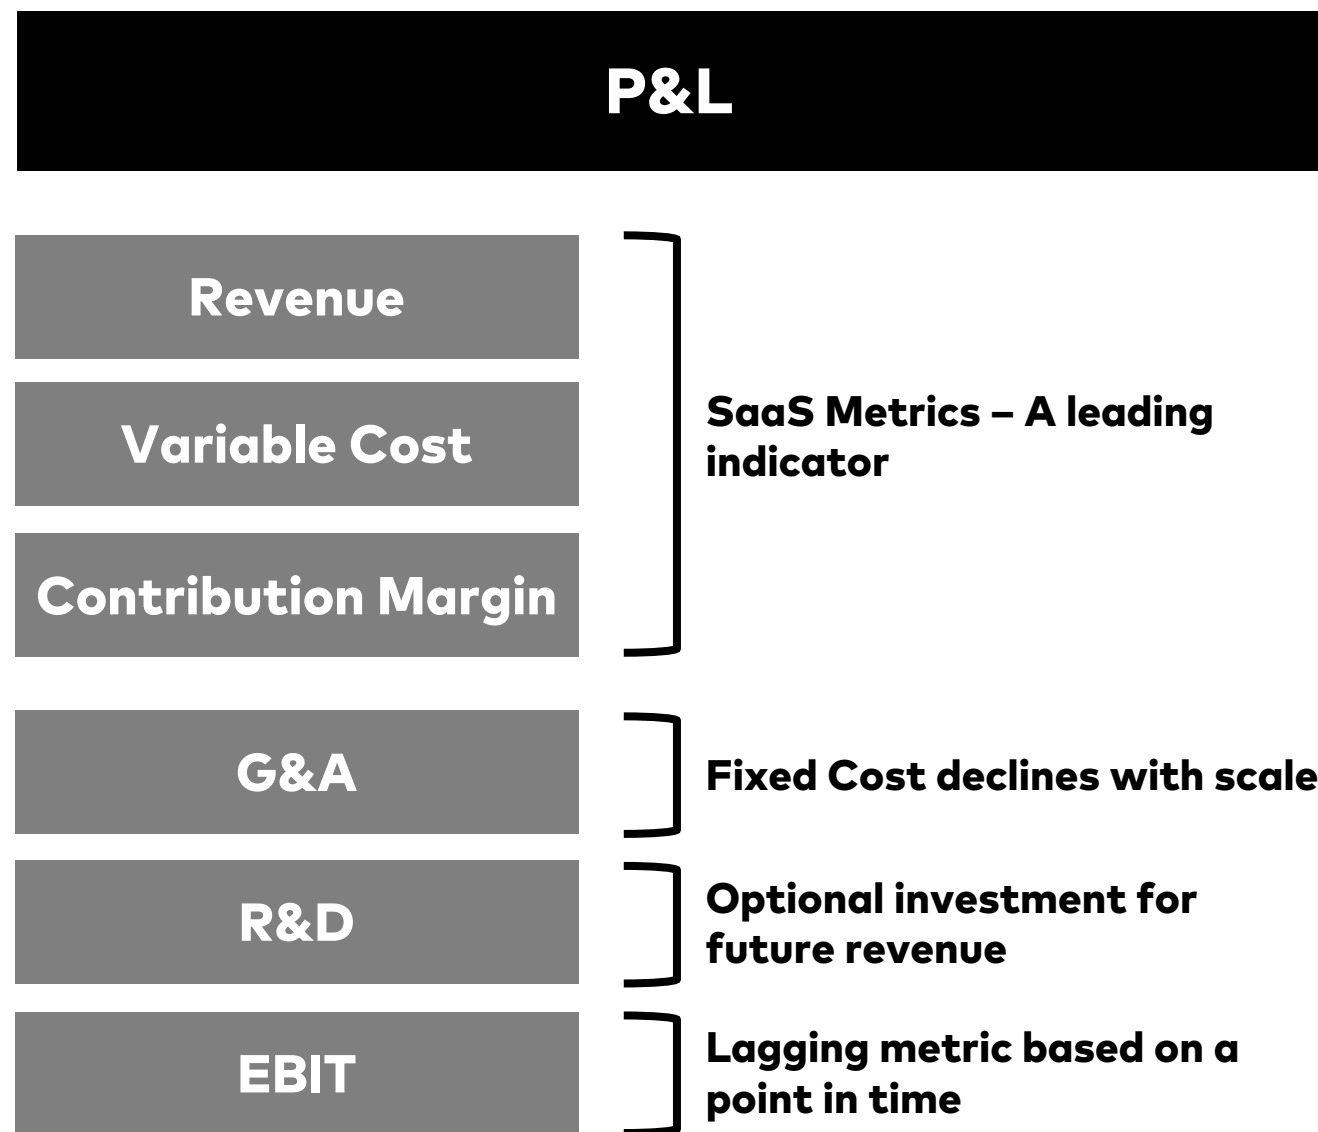 P&L
Revenue
Variable Cost
Contribution Margin
SaaS Metrics – A leading
indicator
G&A
Fixed Cost declines with scale
R&D
Optional investment for
future revenue
EBIT
Lagging metric based on a
point in time